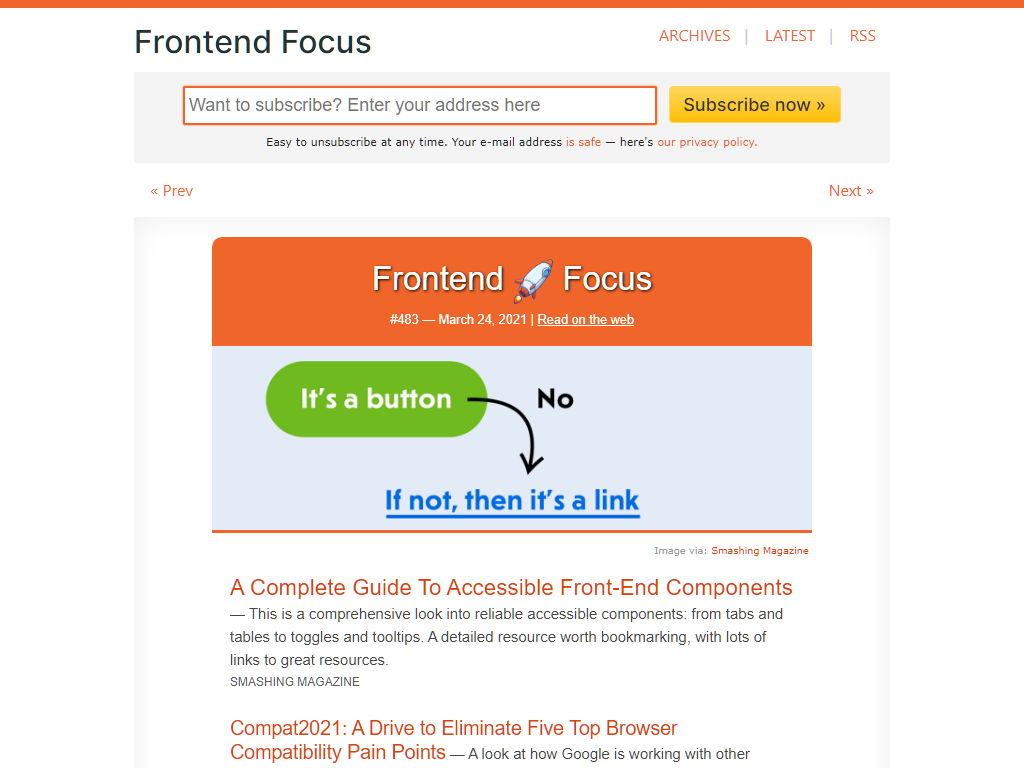 Frontend Focus
ARCHIVES | LATEST | RSS
Want to subscribe? Enter your address here
Subscribe now »
Easy to unsubscribe at any time. Your e-mail address is safe — here's our privacy policy.
« Prev
Next »
Frontend Focus
#483 — March 24, 2021 | Read on the web
It's a button
No
If not, then it's a link
Image via: Smashing Magazine
A Complete Guide To Accessible Front-End Components
— This is a comprehensive look into reliable accessible components: from tabs and
tables to toggles and tooltips. A detailed resource worth bookmarking, with lots of
links to great resources.
SMASHING MAGAZINE
Compat2021: A Drive to Eliminate Five Top Browser
Compatibility Pain Points — A look at how Google is working with other